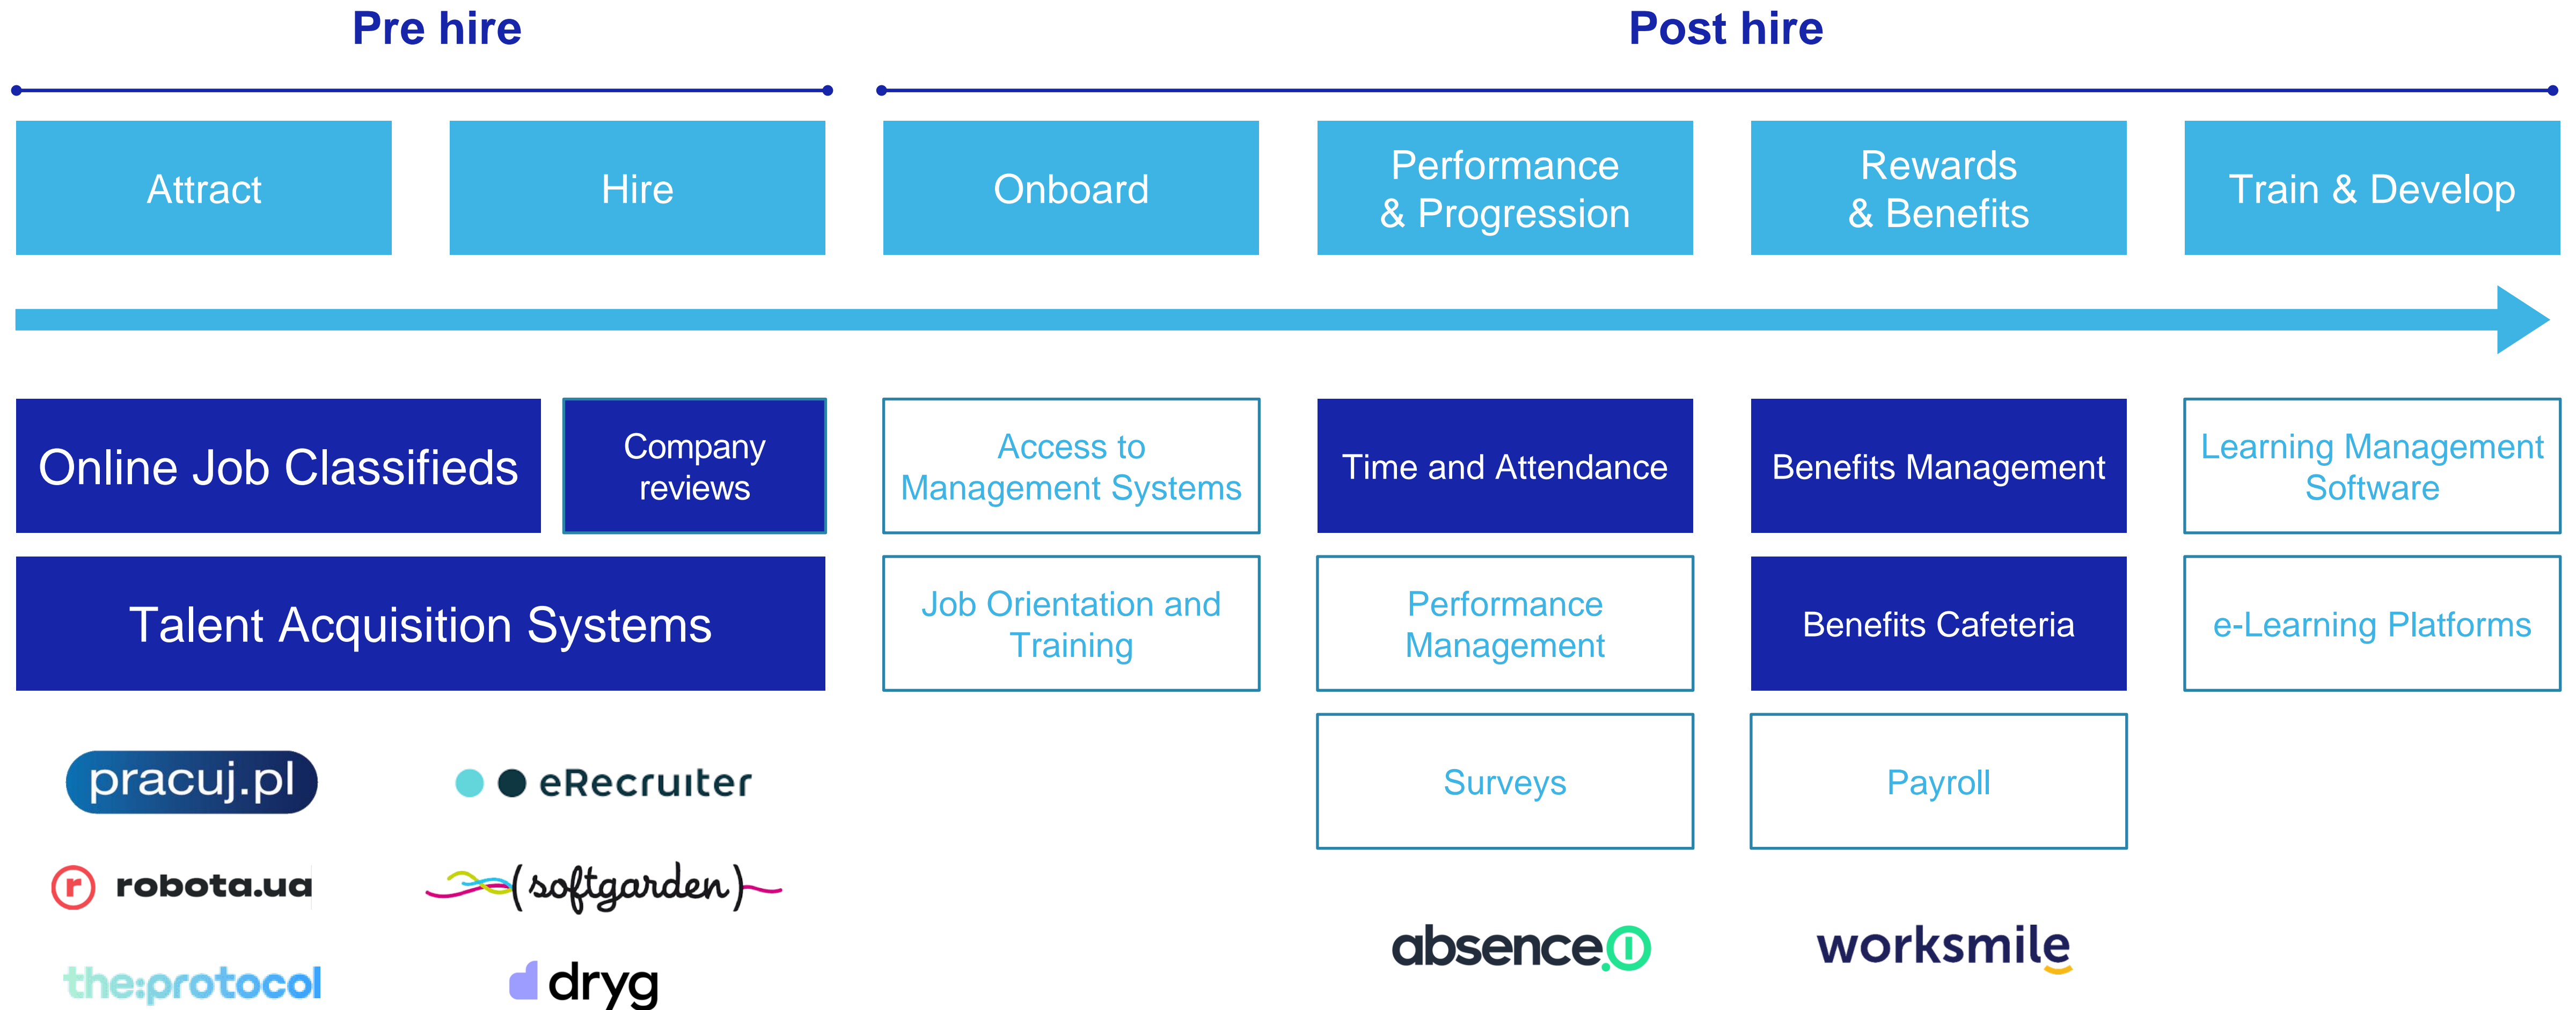 Pre hire
Post hire
Attract
Hire
Onboard
Performance
& Progression
Rewards
& Benefits
Train & Develop
Online Job Classifieds
Company
reviews
Access to
Management Systems
Time and Attendance
Benefits Management
Learning Management
Software
Talent Acquisition Systems
Job Orientation and
Training
Performance
Management
Benefits Cafeteria
e-Learning Platforms
Surveys
Payroll
pracuj.pl
eRecruiter
r robota.ua
(softgarden)
the:protocol
dryg
absence.io
worksmile